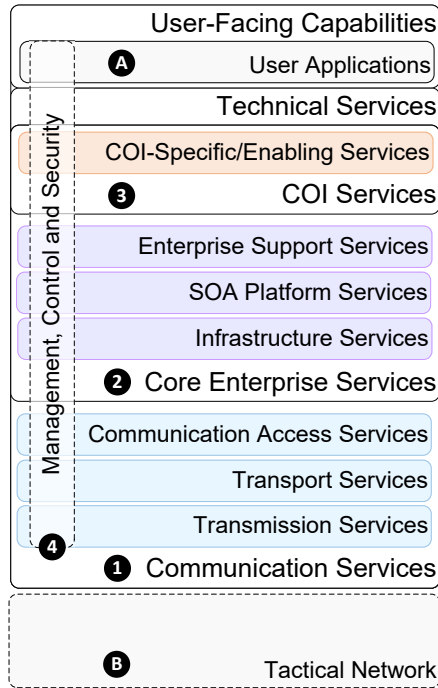 User-Facing Capabilities
A User Applications
Technical Services
COI-Specific/Enabling Services
3 COI Services
Enterprise Support Services
SOA Platform Services
Infrastructure Services
2 Core Enterprise Services
Communication Access Services
Transport Services
Transmission Services
4
1 Communication Services
Management, Control and Security
B Tactical Network